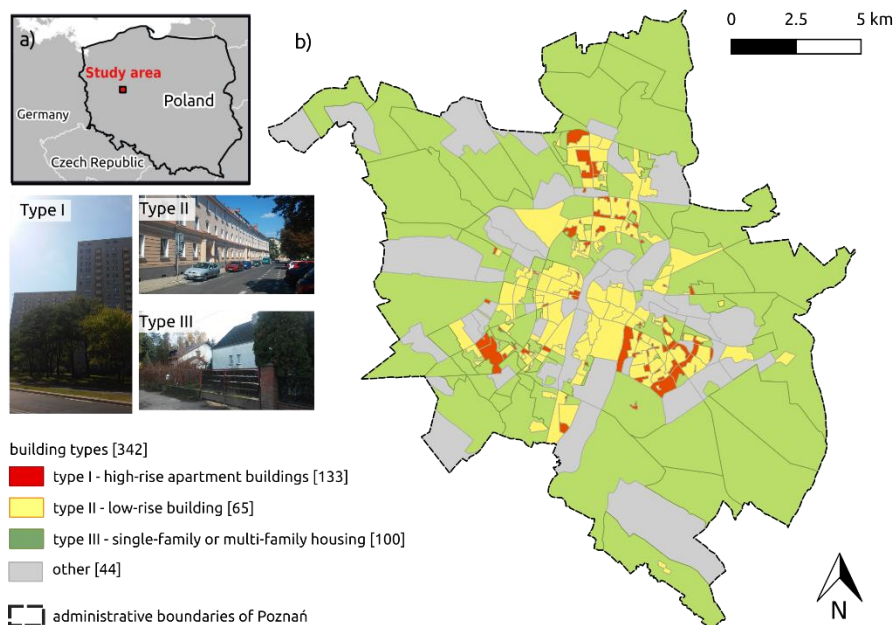 a)
Study area
Poland
Germany
Czech Republic
b)
0 2.5 5 km
Type I
Type II
Type III
building types [342]
type I - high-rise apartment buildings [133]
type II - low-rise building [65]
type III - single-family or multi-family housing [100]
other [44]
administrative boundaries of Poznań
N